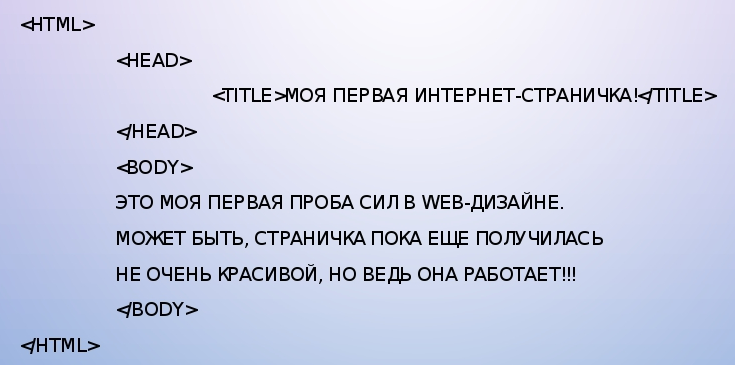 <HTML>
<HEAD>
<TITLE>МОЯ ПЕРВАЯ ИНТЕРНЕТ-СТРАНИЧКА!</TITLE>
</HEAD>
<BODY>
ЭТО МОЯ ПЕРВАЯ ПРОБА СИЛ В WEB-ДИЗАЙНЕ.
МОЖЕТ БЫТЬ, СТРАНИЧКА ПОКА ЕЩЕ ПОЛУЧИЛАСЬ
НЕ ОЧЕНЬ КРАСИВОЙ, НО ВЕДЬ ОНА РАБОТАЕТ!!!
</BODY>
</HTML>